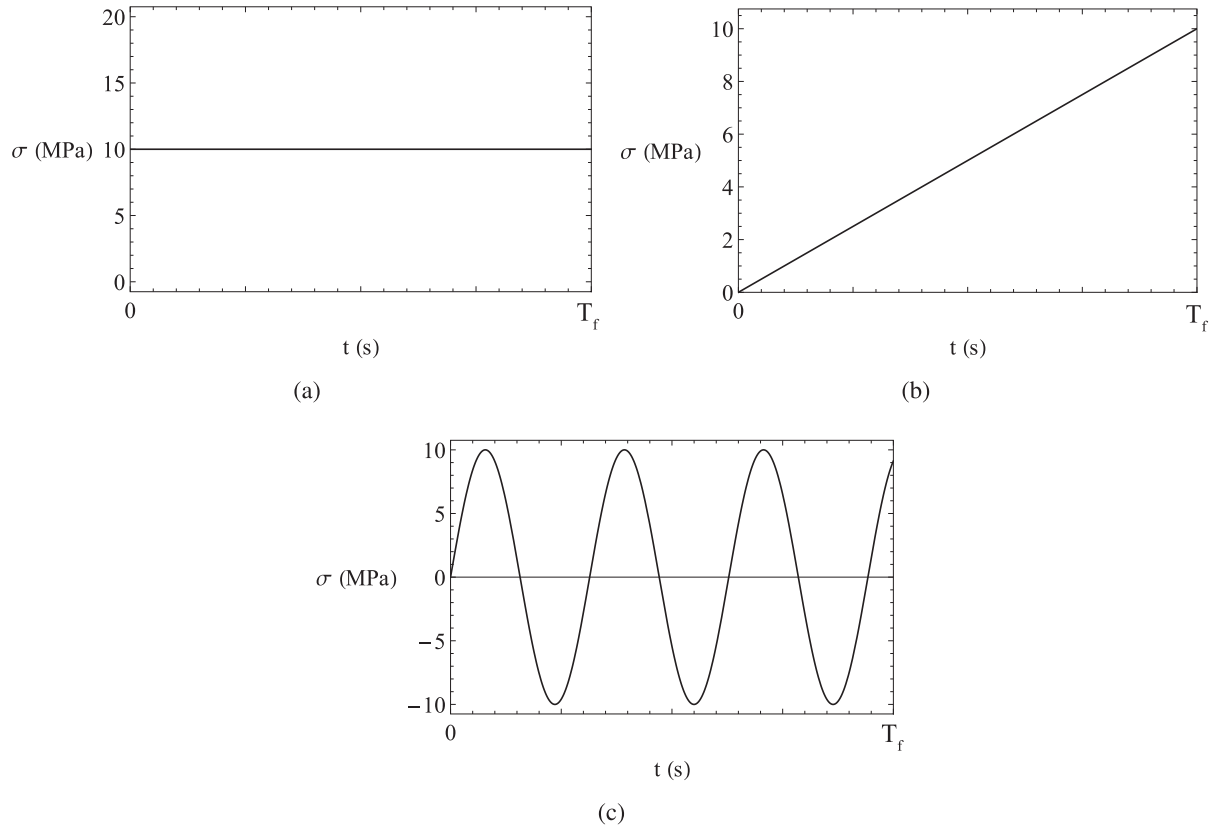 20
15
σ (MPa) 10
5
0
0 T_f
t (s)
(a)
10
8
6
σ (MPa)
4
2
0
0 T_f
t (s)
(b)
10
5
σ (MPa) 0
−5
−10
0 T_f
t (s)
(c)